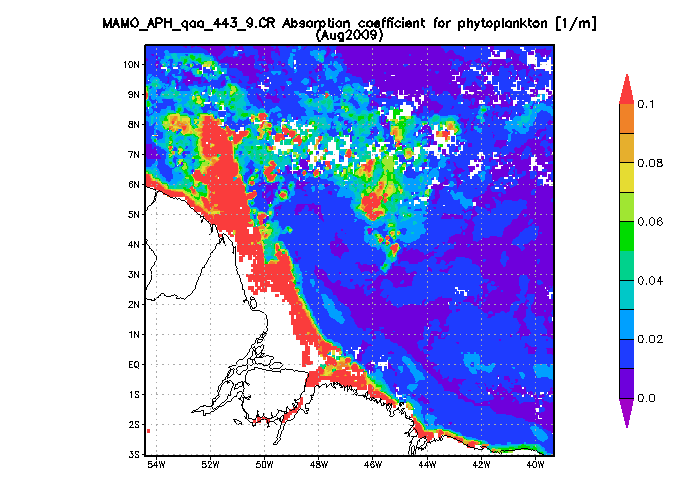 MAMO_APH_qaa_443_9.CR Absorption coefficient for phytoplankton [1/m]
(Aug2009)
10N
9N
8N
7N
6N
5N
4N
3N
2N
1N
EQ
1S
2S
3S
54W 52W 50W 48W 46W 44W 42W 40W
0.1
0.08
0.06
0.04
0.02
0.0